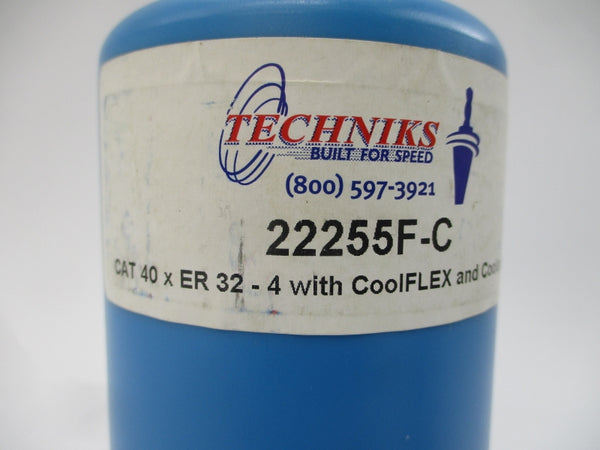 TECHNIKS
BUILT FOR SPEED
(800) 597-3921
22255F-C
CAT 40 x ER 32 - 4 with CoolFLEX and